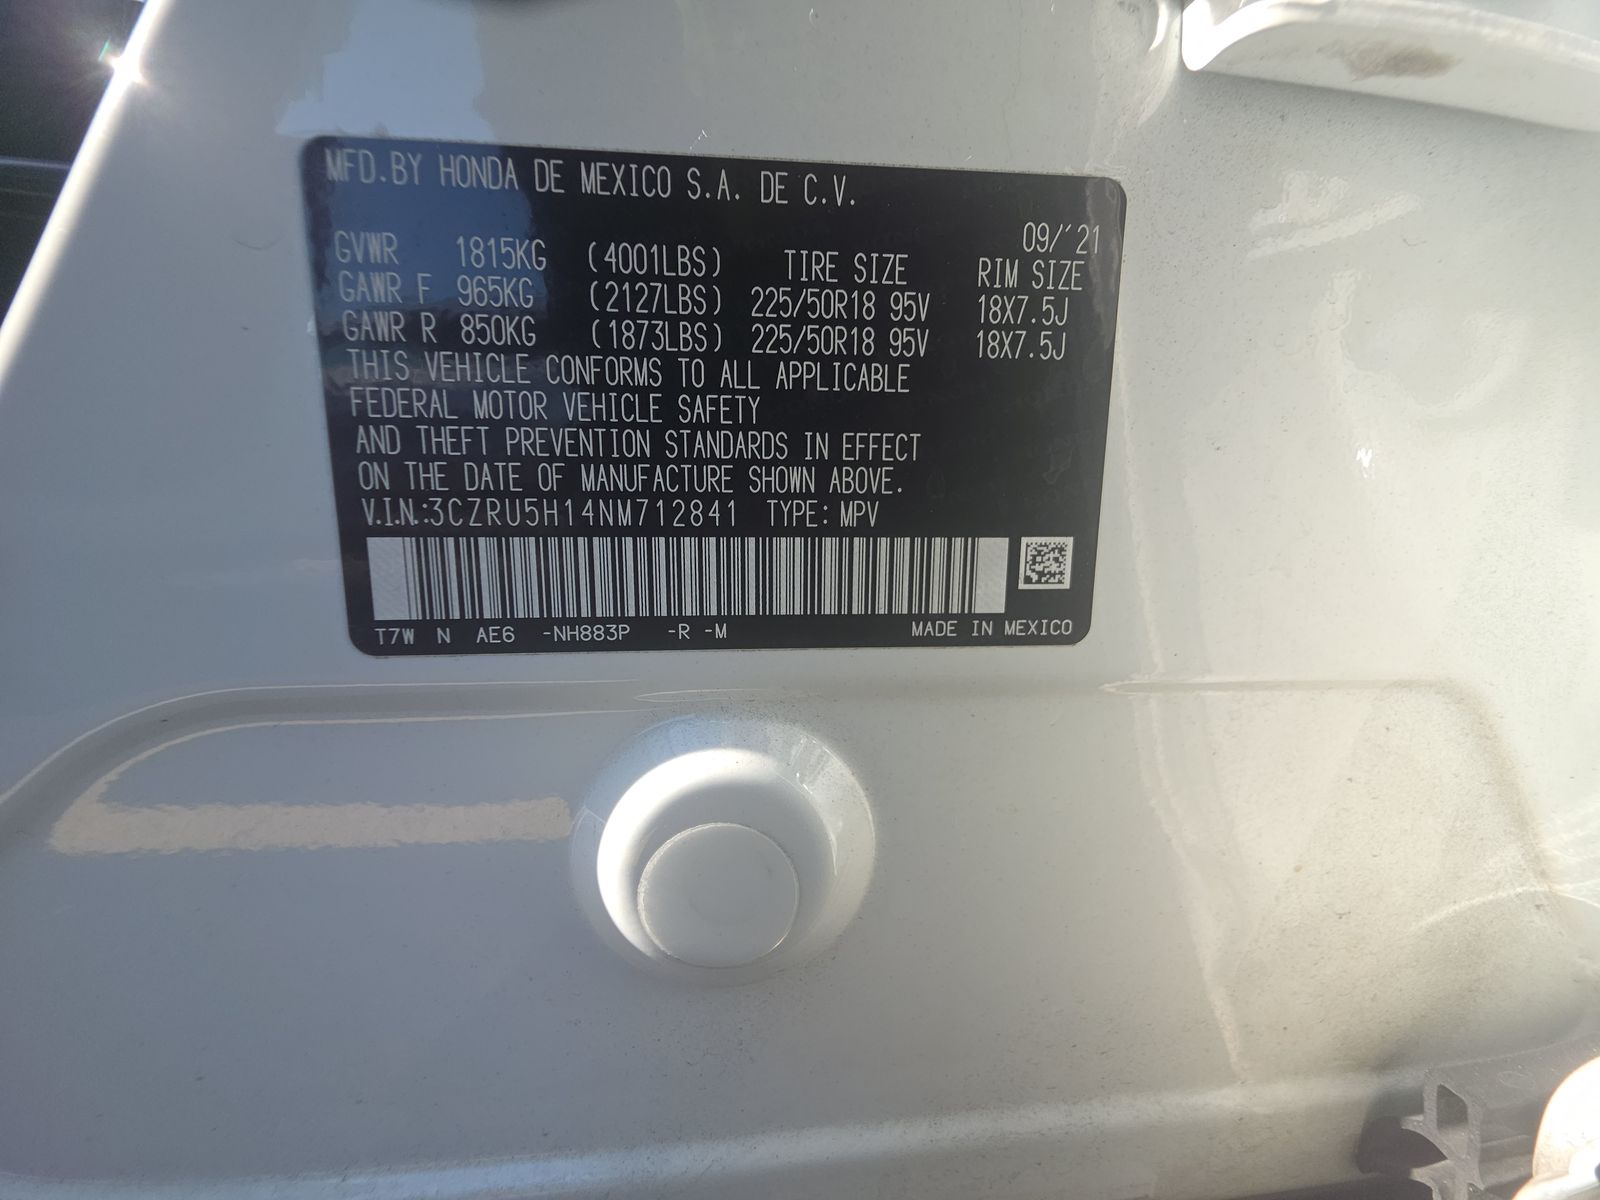 MFD.BY HONDA DE MEXICO S.A. DE C.V.
09/'21
GVWR 1815KG (4001LBS) TIRE SIZE RIM SIZE
GAWR F 965KG (2127LBS) 225/50R18 95V 18X7.5J
GAWR R 850KG (1873LBS) 225/50R18 95V 18X7.5J
THIS VEHICLE CONFORMS TO ALL APPLICABLE
FEDERAL MOTOR VEHICLE SAFETY
AND THEFT PREVENTION STANDARDS IN EFFECT
ON THE DATE OF MANUFACTURE SHOWN ABOVE.
V.I.N.:3CZRU5H14NM712841 TYPE: MPV
T7W N AE6 -NH883P -R -M MADE IN MEXICO